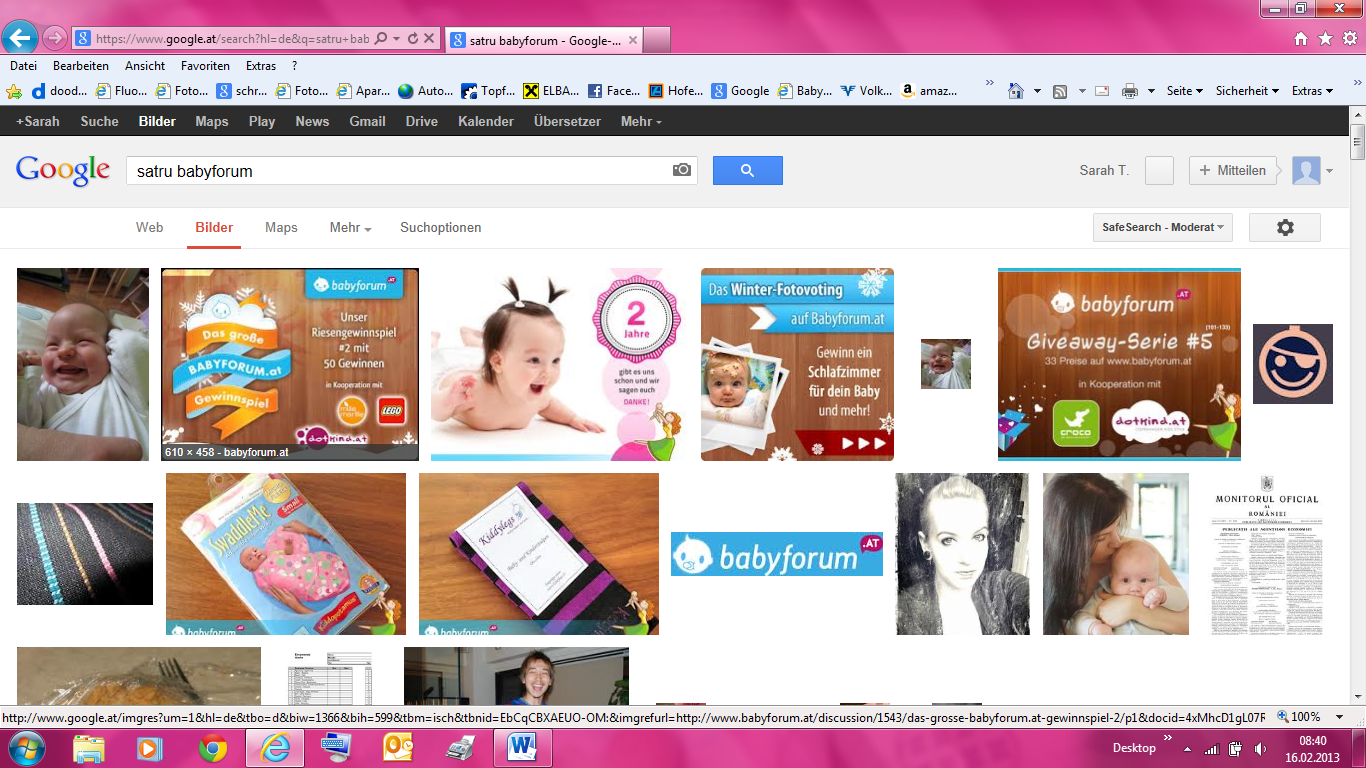 https://www.google.at/search?hl=de&q=satru+bab
satru babyforum - Google-...
Datei Bearbeiten Ansicht Favoriten Extras ?
dood... Fluo... Foto... schr... Foto... Apar... Auto... Topf... ELBA... Face... Hofe... Google Baby... Volk... amaz... Seite Sicherheit Extras
+Sarah Suche Bilder Maps Play News Gmail Drive Kalender Übersetzer Mehr
Google satru babyforum Sarah T. + Mitteilen
Web Bilder Maps Mehr Suchoptionen SafeSearch - Moderat
babyforum .AT
Das große
BABYFORUM.at
Gewinnspiel
Unser
Riesengewinnspiel
#2 mit
50 Gewinnen
in Kooperation mit
LEGO
dotkind.at
610 × 458 - babyforum.at
2
Jahre
gibt es uns
schon und wir
sagen euch
DANKE!
Das Winter-Fotovoting
auf Babyforum.at
Gewinn ein
Schlafzimmer
für dein Baby
und mehr!
babyforum .AT
Giveaway-Serie #5
(101-133)
33 Preise auf www.babyforum.at
in Kooperation mit
croco
dotkind.at
SwaddleMe
Small
Kiddopotamus
babyforum
babyforum
babyforum .AT
MONITORUL OFICIAL
AL
ROMÂNIEI
http://www.google.at/imgres?um=1&hl=de&tbo=d&biw=1366&bih=599&tbm=isch&tbnid=EbCqCBXAEUO-OM:&imgrefurl=http://www.babyforum.at/discussion/1543/das-grosse-babyforum.at-gewinnspiel-2/p1&docid=4xMhcD1gL07R 100%
Desktop 08:40
16.02.2013